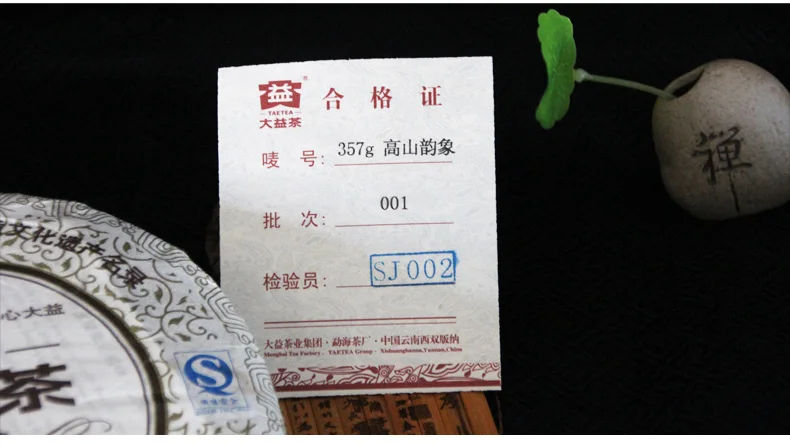 益
TAETEA
大益茶
合格证
唛 号: 357g 高山韵象
批 次: 001
检验员: SJ002
大益茶业集团·勐海茶厂·中国云南西双版纳
Menghai Tea Factory, TAETEA Group · Xishuangbanna, Yunnan, China
禅
文化遗产名录
心大益
茶